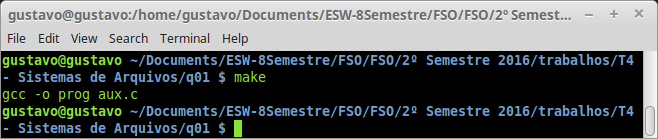 gustavo@gustavo:/home/gustavo/Documents/ESW-8Semestre/FSO/FSO/2º Semest...
File Edit View Search Terminal Help
gustavo@gustavo ~/Documents/ESW-8Semestre/FSO/FSO/2º Semestre 2016/trabalhos/T4
- Sistemas de Arquivos/q01 $ make
gcc -o prog aux.c
gustavo@gustavo ~/Documents/ESW-8Semestre/FSO/FSO/2º Semestre 2016/trabalhos/T4
- Sistemas de Arquivos/q01 $